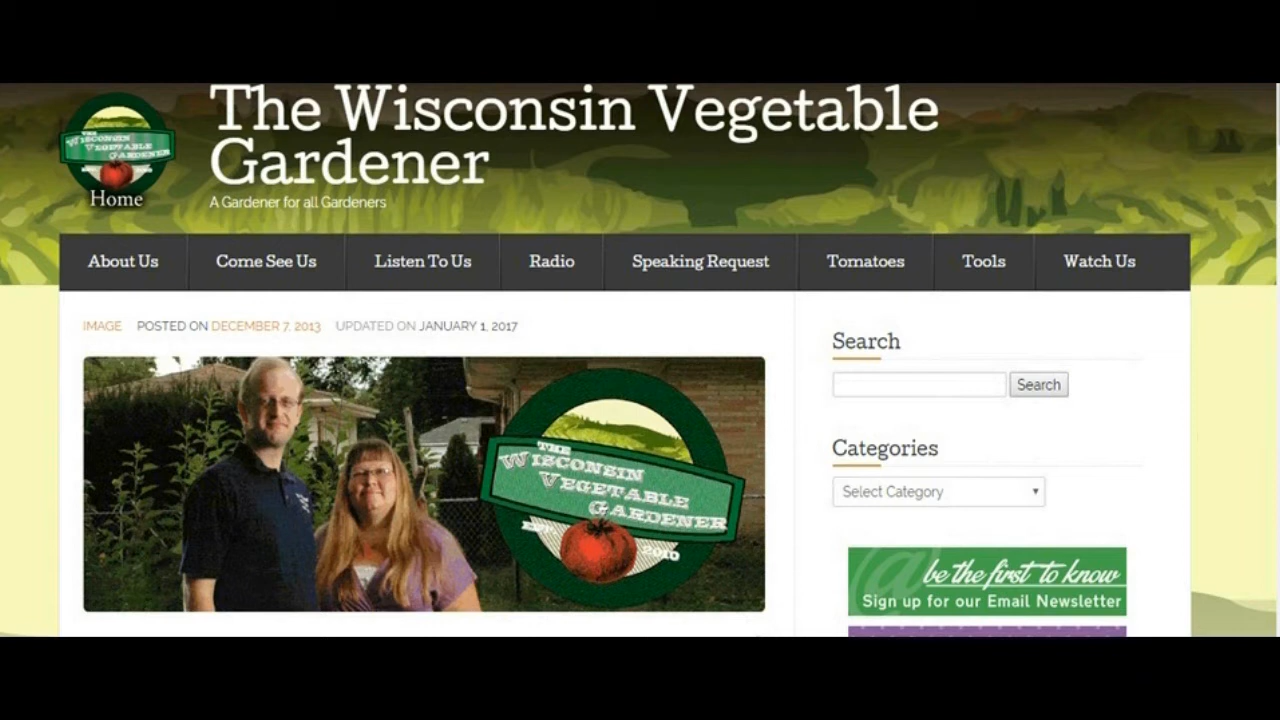 The Wisconsin Vegetable
Gardener
A Gardener for all Gardeners
THE
WISCONSIN
VEGETABLE
GARDENER
Home
About Us
Come See Us
Listen To Us
Radio
Speaking Request
Tomatoes
Tools
Watch Us
IMAGE POSTED ON DECEMBER 7, 2013 UPDATED ON JANUARY 1, 2017
THE
WISCONSIN
VEGETABLE
GARDENER
EST. 2010
Search
Search
Categories
Select Category
@
be the first to know
Sign up for our Email Newsletter